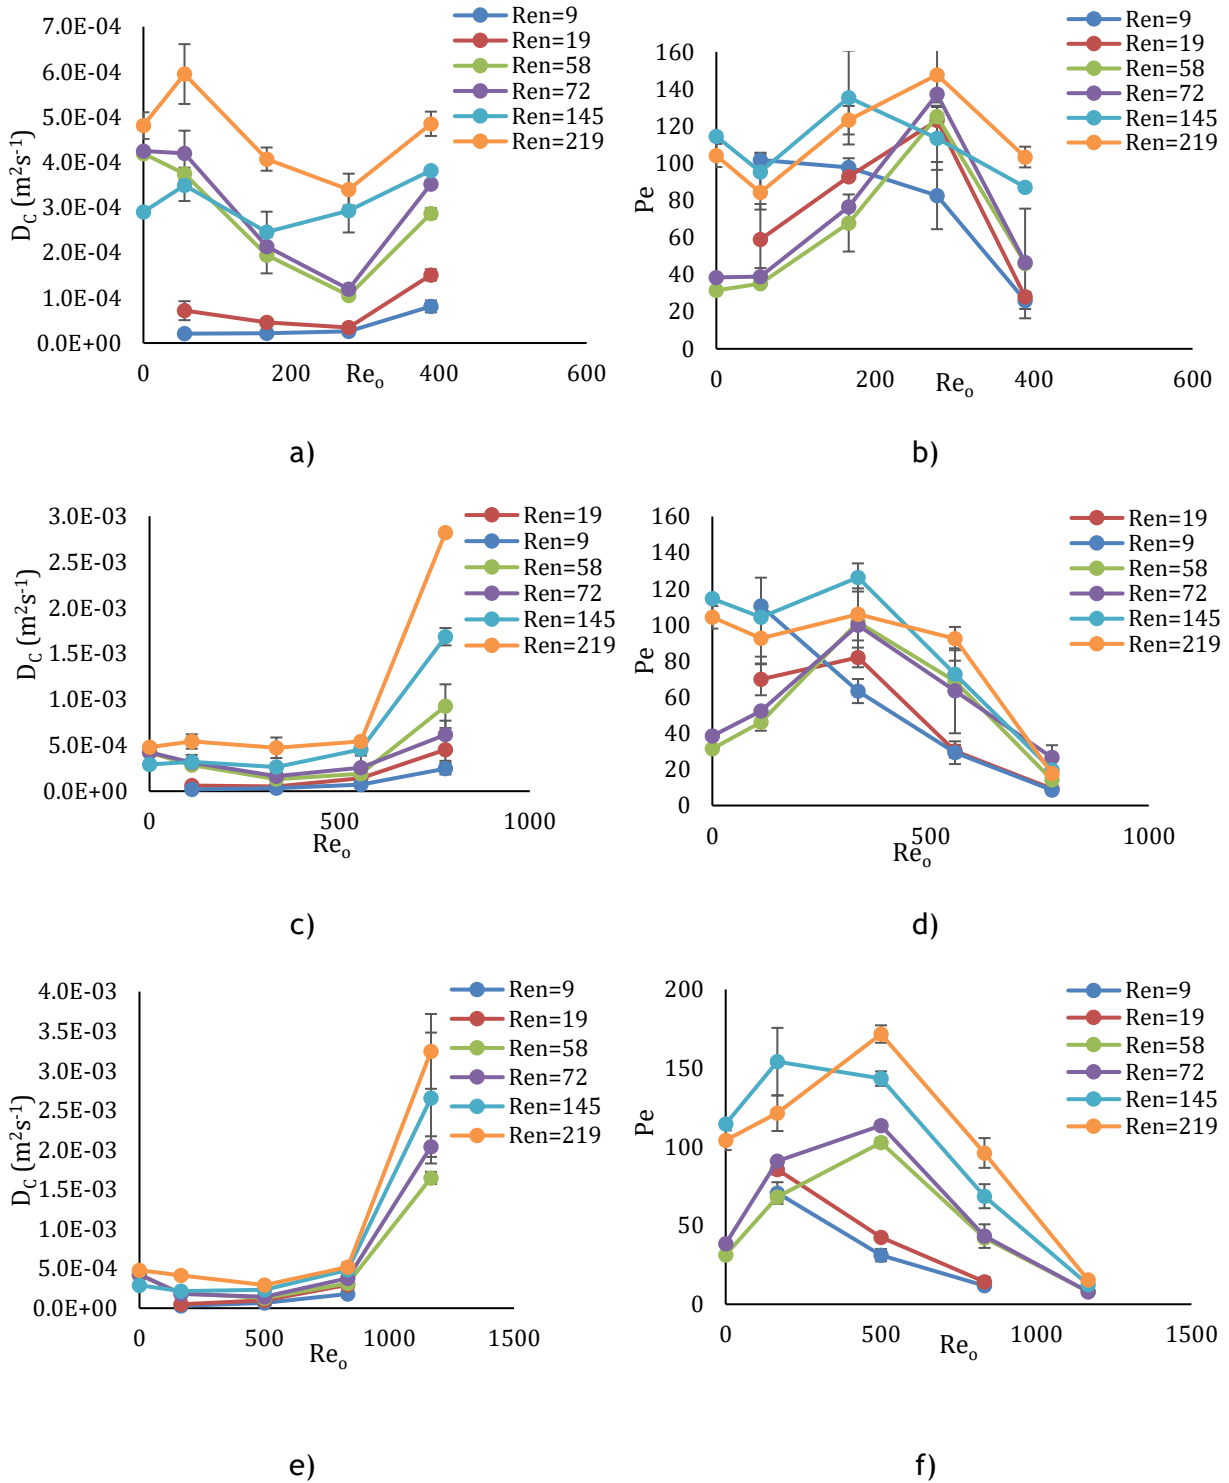 7.0E-04
6.0E-04
5.0E-04
4.0E-04
3.0E-04
2.0E-04
1.0E-04
0.0E+00
D_C (m²s⁻¹)
0 200 400 600
Re_o
Ren=9
Ren=19
Ren=58
Ren=72
Ren=145
Ren=219
a)
160
140
120
100
80
60
40
20
0
Pe
0 200 400 600
Re_o
Ren=9
Ren=19
Ren=58
Ren=72
Ren=145
Ren=219
b)
3.0E-03
2.5E-03
2.0E-03
1.5E-03
1.0E-03
5.0E-04
0.0E+00
D_C (m²s⁻¹)
0 500 1000
Re_o
Ren=19
Ren=9
Ren=58
Ren=72
Ren=145
Ren=219
c)
160
140
120
100
80
60
40
20
0
Pe
0 500 1000
Re_o
Ren=19
Ren=9
Ren=58
Ren=72
Ren=145
Ren=219
d)
4.0E-03
3.5E-03
3.0E-03
2.5E-03
2.0E-03
1.5E-03
1.0E-03
5.0E-04
0.0E+00
D_C (m²s⁻¹)
0 500 1000 1500
Re_o
Ren=9
Ren=19
Ren=58
Ren=72
Ren=145
Ren=219
e)
200
150
100
50
0
Pe
0 500 1000 1500
Re_o
Ren=9
Ren=19
Ren=58
Ren=72
Ren=145
Ren=219
f)